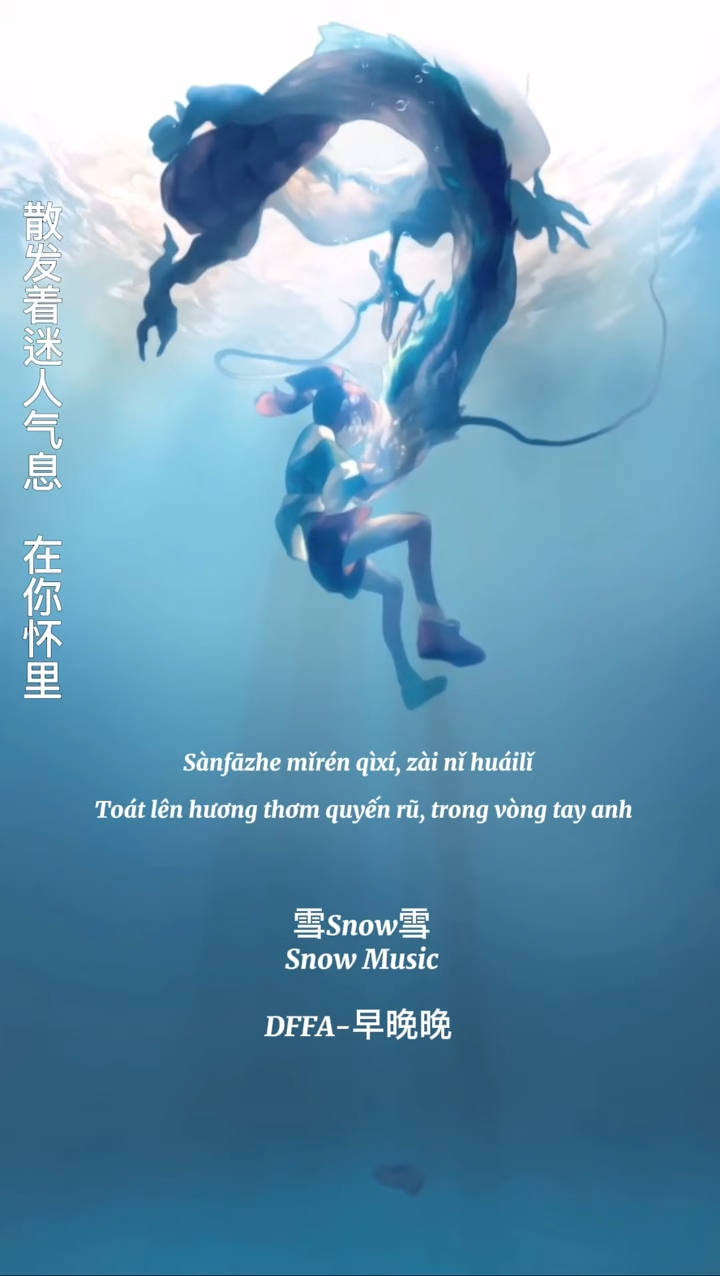 散发着迷人气息 在你怀里
Sànfāzhe mǐrén qìxí, zài nǐ huáilǐ
Toát lên hương thơm quyến rũ, trong vòng tay anh
雪Snow雪
Snow Music
DFFA-早晚晚